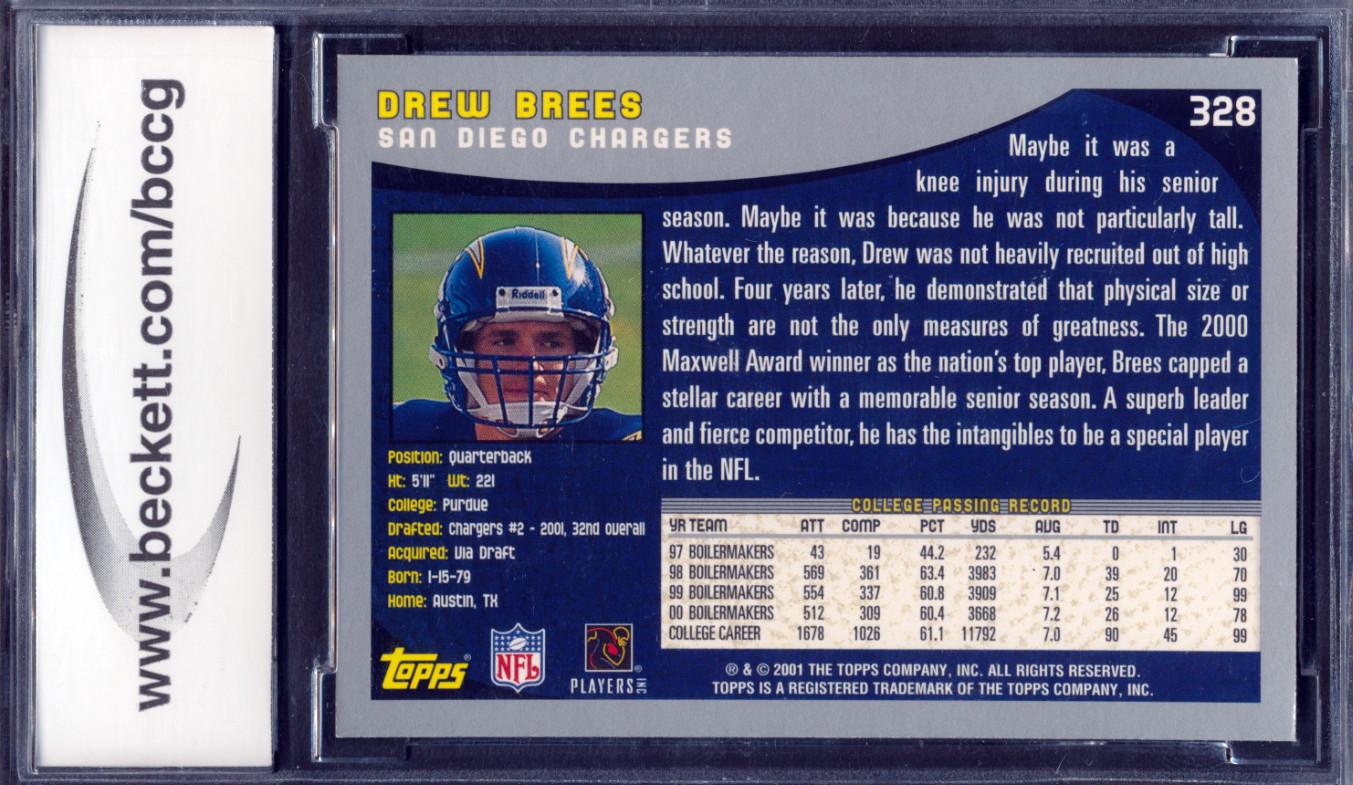 www.beckett.com/bccg
DREW BREES
SAN DIEGO CHARGERS
328
Maybe it was a
knee injury during his senior
season. Maybe it was because he was not particularly tall.
Whatever the reason, Drew was not heavily recruited out of high
school. Four years later, he demonstrated that physical size or
strength are not the only measures of greatness. The 2000
Maxwell Award winner as the nation's top player, Brees capped a
stellar career with a memorable senior season. A superb leader
and fierce competitor, he has the intangibles to be a special player
in the NFL.
Riddell
Position: Quarterback
Ht: 5'11" Wt: 221
College: Purdue
Drafted: Chargers #2 - 2001, 32nd overall
Acquired: Via Draft
Born: 1-15-79
Home: Austin, TX
COLLEGE PASSING RECORD
YR TEAM ATT COMP PCT YDS AVG TD INT LG
97 BOILERMAKERS 43 19 44.2 232 5.4 0 1 30
98 BOILERMAKERS 569 361 63.4 3983 7.0 39 20 70
99 BOILERMAKERS 554 337 60.8 3909 7.1 25 12 99
00 BOILERMAKERS 512 309 60.4 3668 7.2 26 12 78
COLLEGE CAREER 1678 1026 61.1 11792 7.0 90 45 99
Topps®
NFL
PLAYERS INC®
® & © 2001 THE TOPPS COMPANY, INC. ALL RIGHTS RESERVED.
TOPPS IS A REGISTERED TRADEMARK OF THE TOPPS COMPANY, INC.